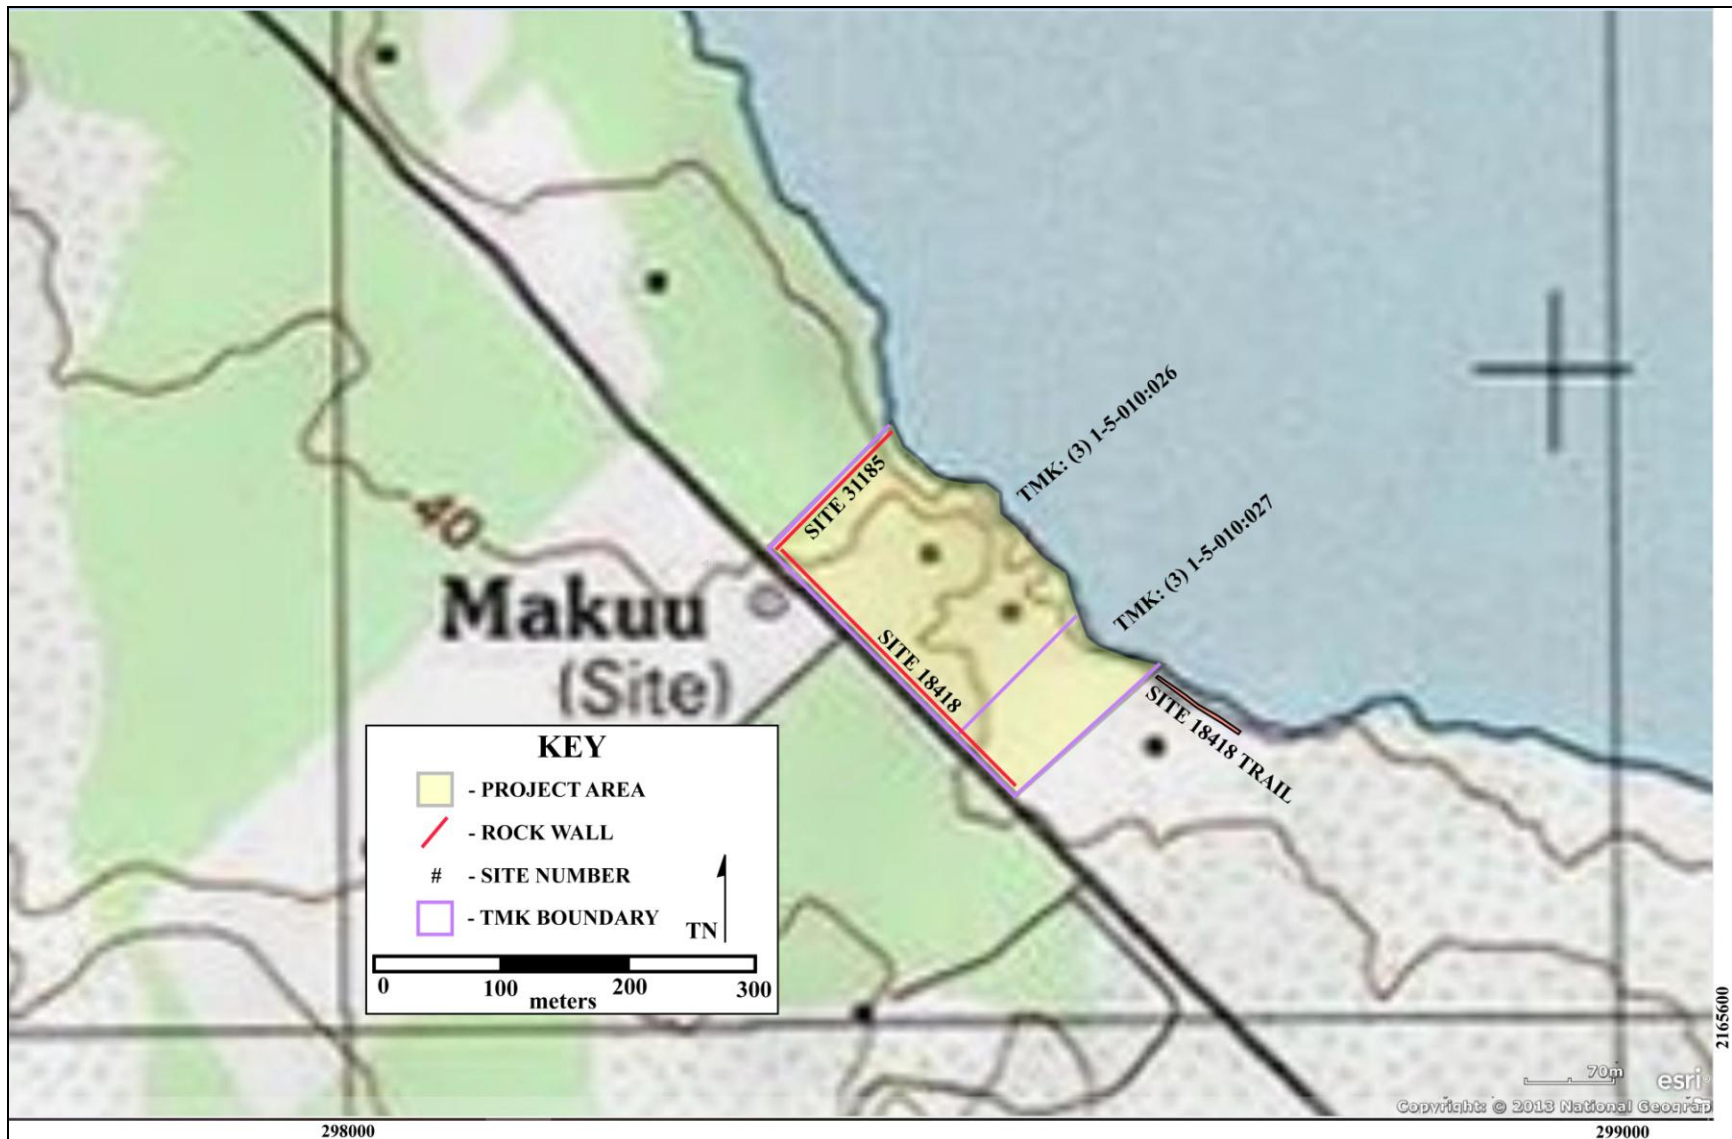 TMK: (3) 1-5-010:026
TMK: (3) 1-5-010:027
SITE 31185
40
Makuu
(Site)
SITE 18418
SITE 18418 TRAIL
KEY
- PROJECT AREA
- ROCK WALL
# - SITE NUMBER
- TMK BOUNDARY
TN
0 100 200 300
meters
2165600
70m
esri
Copyright: © 2013 National Geograp
298000
299000